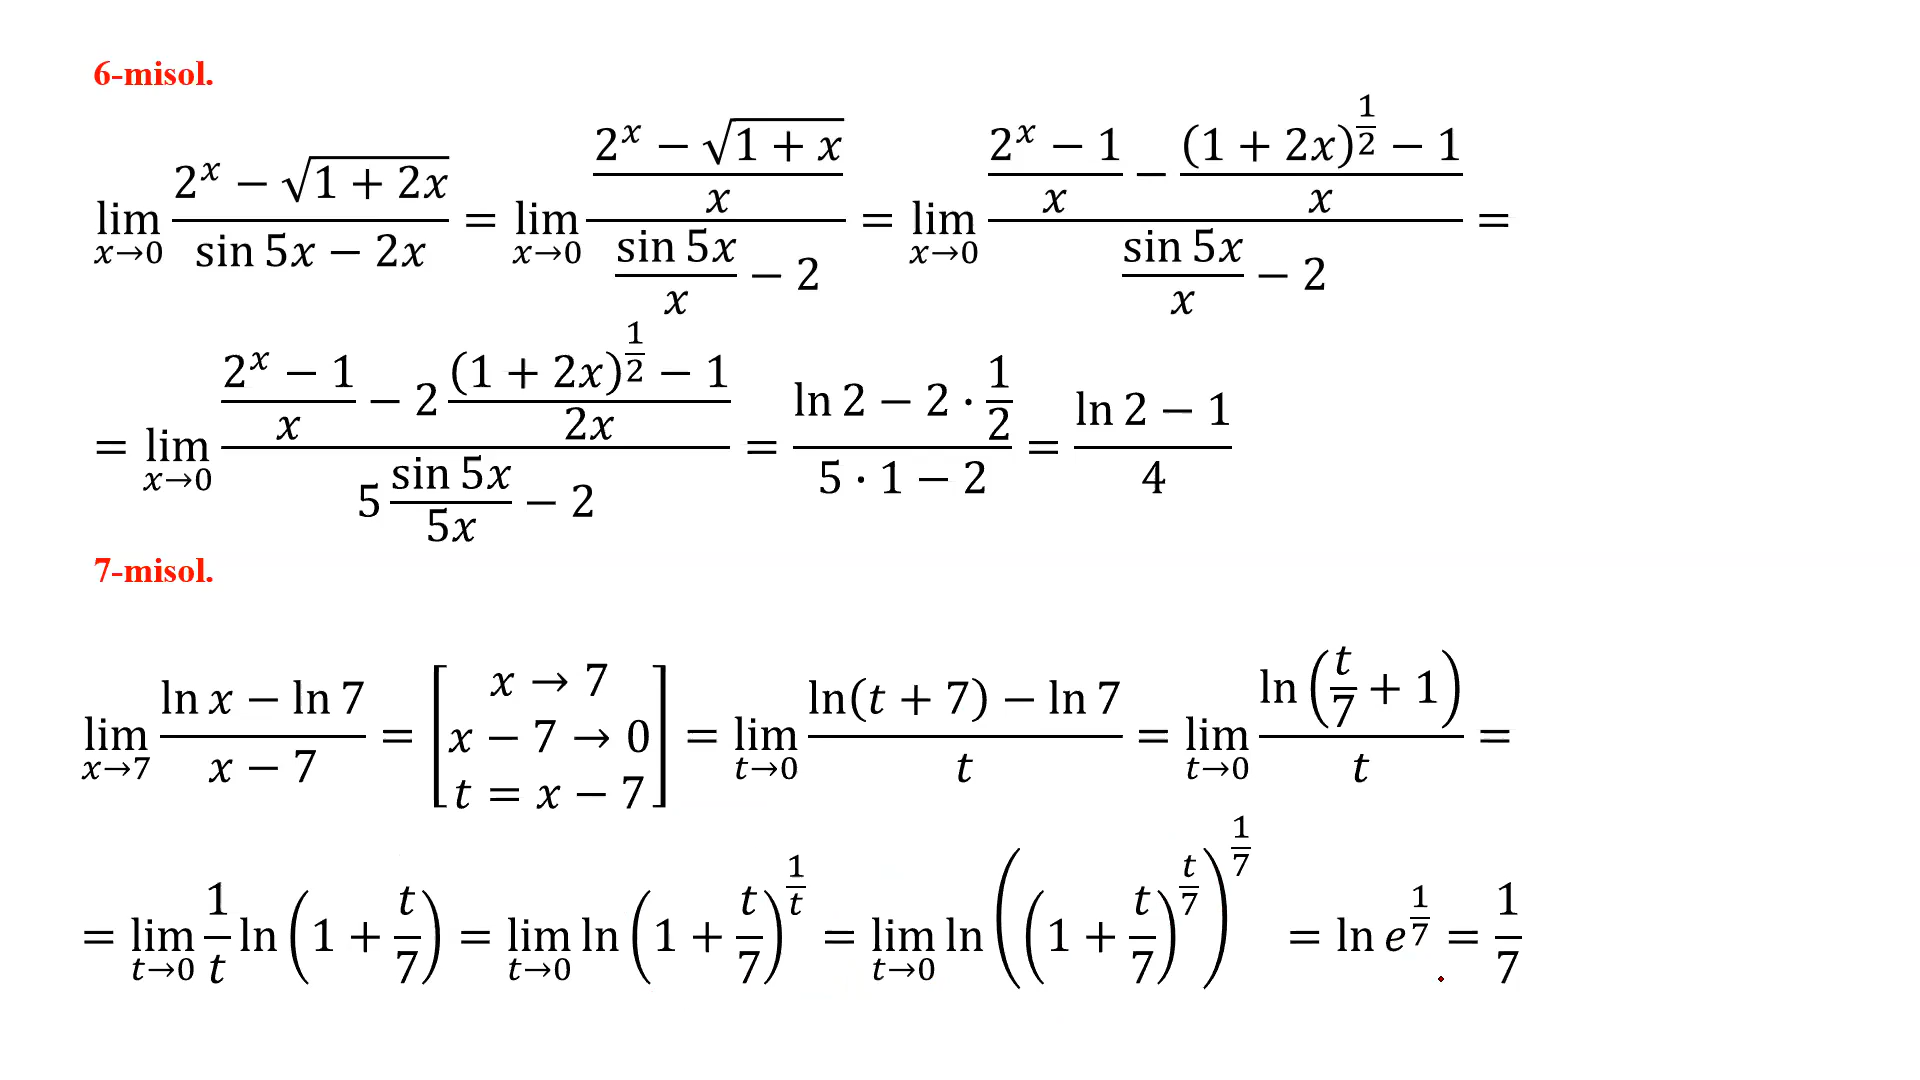 6-misol.
lim_{x→0} (2^x − √(1 + 2x))/(sin 5x − 2x) = lim_{x→0} ((2^x − √(1 + x))/x)/((sin 5x)/x − 2) = lim_{x→0} ((2^x − 1)/x − ((1 + 2x)^{1/2} − 1)/x)/((sin 5x)/x − 2) =
= lim_{x→0} ((2^x − 1)/x − 2 ((1 + 2x)^{1/2} − 1)/(2x))/(5 (sin 5x)/(5x) − 2) = (ln 2 − 2 · 1/2)/(5 · 1 − 2) = (ln 2 − 1)/4
7-misol.
lim_{x→7} (ln x − ln 7)/(x − 7) = [x → 7; x − 7 → 0; t = x − 7] = lim_{t→0} (ln(t + 7) − ln 7)/t = lim_{t→0} (ln(t/7 + 1))/t =
= lim_{t→0} 1/t ln(1 + t/7) = lim_{t→0} ln(1 + t/7)^{1/t} = lim_{t→0} ln((1 + t/7)^{t/7})^{1/7} = ln e^{1/7} = 1/7